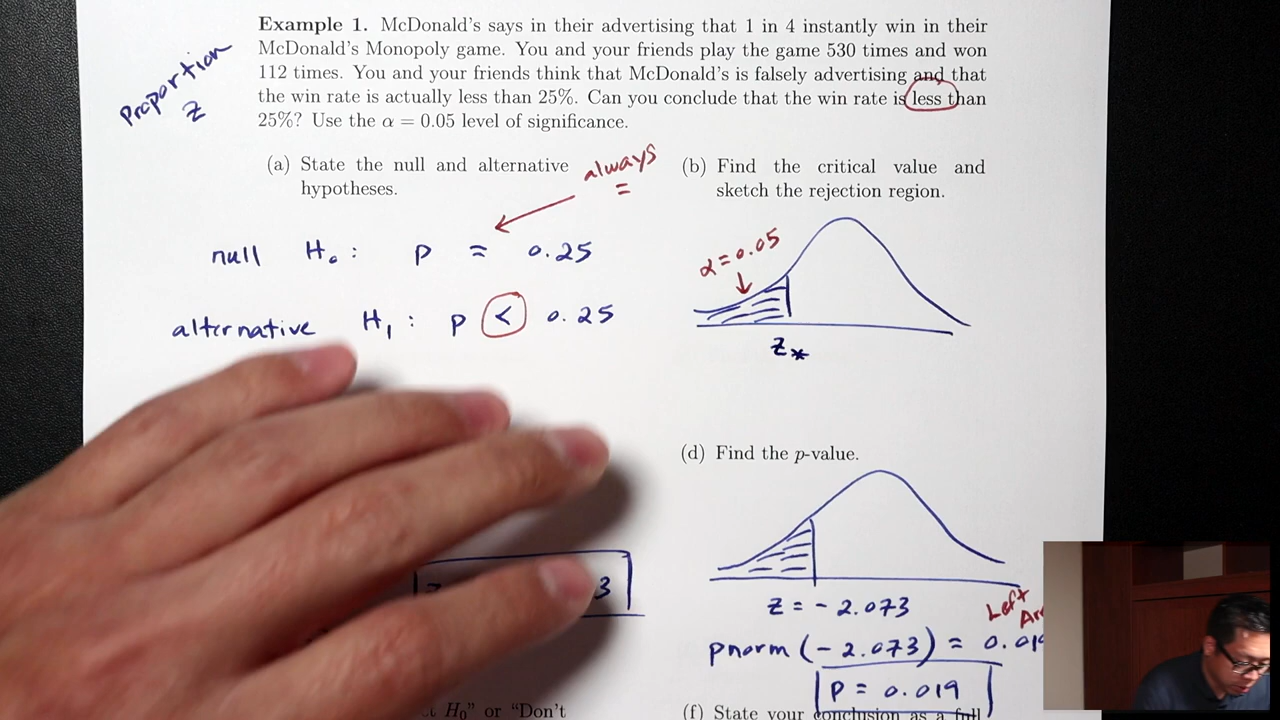 Example 1. McDonald's says in their advertising that 1 in 4 instantly win in their
McDonald's Monopoly game. You and your friends play the game 530 times and won
112 times. You and your friends think that McDonald's is falsely advertising and that
the win rate is actually less than 25%. Can you conclude that the win rate is less than
25%? Use the α = 0.05 level of significance.
Proportion
Z
(a) State the null and alternative
hypotheses.
always
=
null H₀ : p = 0.25
alternative H₁ : p < 0.25
(b) Find the critical value and
sketch the rejection region.
α = 0.05
Z*
3
(d) Find the p-value.
Z = - 2.073
Left
pnorm (- 2.073) = 0.019
P = 0.019
H₀” or “Don't
(f) State your conclusion as a full